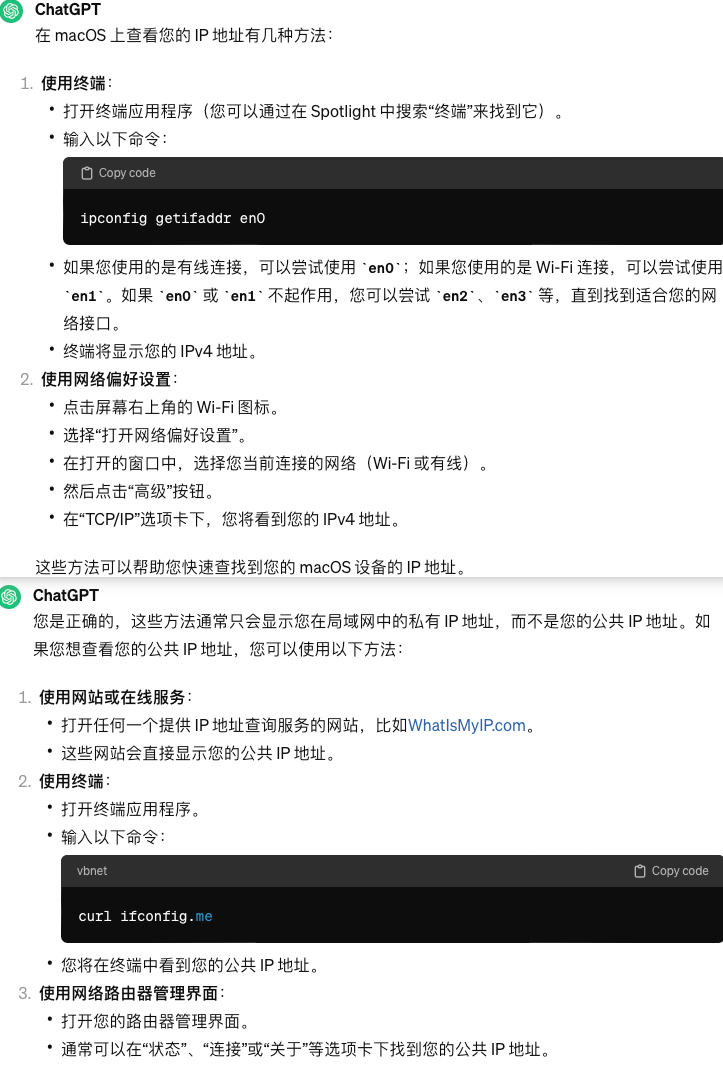 ChatGPT
在 macOS 上查看您的 IP 地址有几种方法：
1. 使用终端：
• 打开终端应用程序（您可以通过在 Spotlight 中搜索“终端”来找到它）。
• 输入以下命令：
Copy code
ipconfig getifaddr en0
• 如果您使用的是有线连接，可以尝试使用 `en0`；如果您使用的是 Wi-Fi 连接，可以尝试使用
`en1`。如果 `en0` 或 `en1` 不起作用，您可以尝试 `en2`、`en3` 等，直到找到适合您的网
络接口。
• 终端将显示您的 IPv4 地址。
2. 使用网络偏好设置：
• 点击屏幕右上角的 Wi-Fi 图标。
• 选择“打开网络偏好设置”。
• 在打开的窗口中，选择您当前连接的网络（Wi-Fi 或有线）。
• 然后点击“高级”按钮。
• 在“TCP/IP”选项卡下，您将看到您的 IPv4 地址。
这些方法可以帮助您快速查找到您的 macOS 设备的 IP 地址。
ChatGPT
您是正确的，这些方法通常只会显示您在局域网中的私有 IP 地址，而不是您的公共 IP 地址。如
果您想查看您的公共 IP 地址，您可以使用以下方法：
1. 使用网站或在线服务：
• 打开任何一个提供 IP 地址查询服务的网站，比如WhatIsMyIP.com。
• 这些网站会直接显示您的公共 IP 地址。
2. 使用终端：
• 打开终端应用程序。
• 输入以下命令：
vbnet Copy code
curl ifconfig.me
• 您将在终端中看到您的公共 IP 地址。
3. 使用网络路由器管理界面：
• 打开您的路由器管理界面。
• 通常可以在“状态”、“连接”或“关于”等选项卡下找到您的公共 IP 地址。